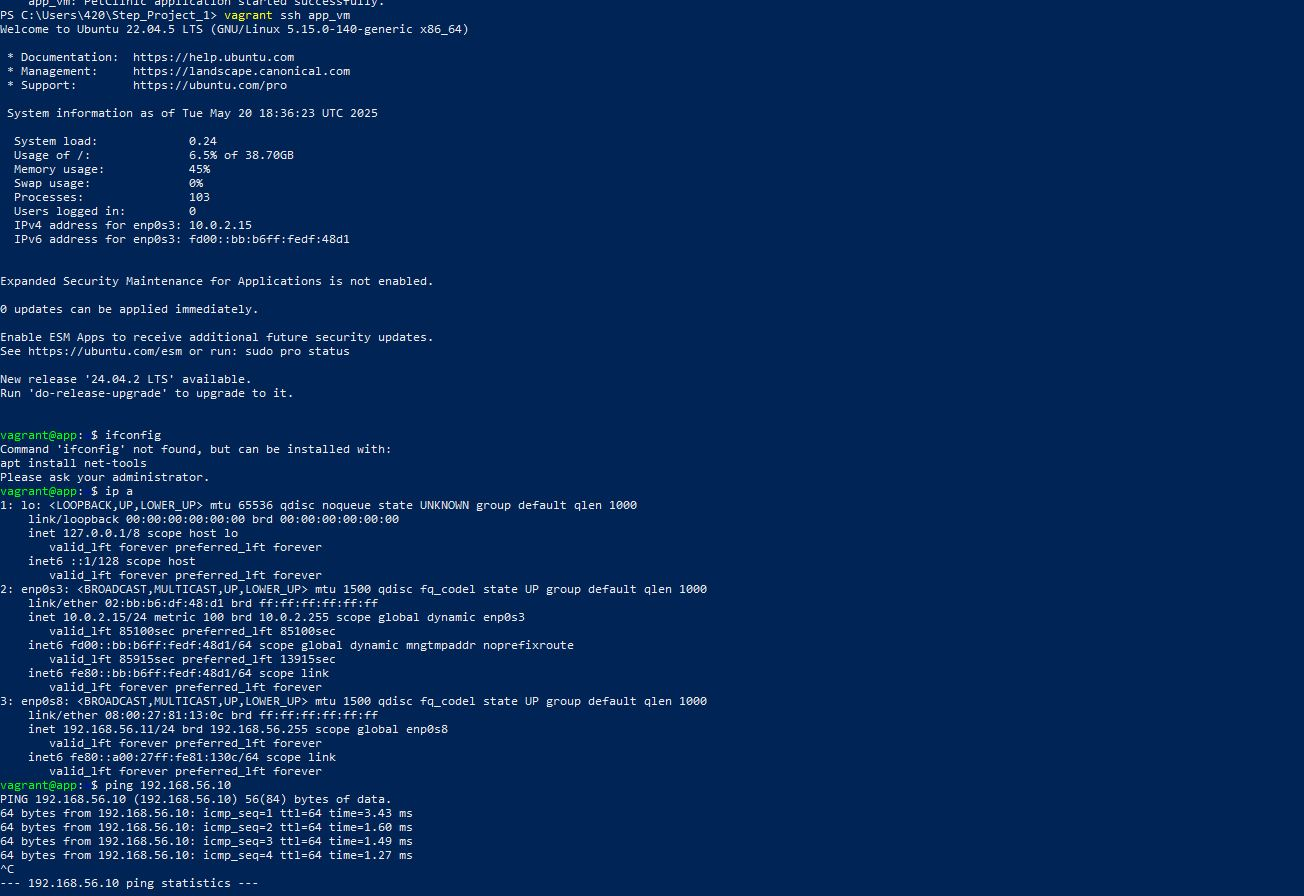 app_vm: PetClinic application started successfully.
PS C:\Users\420\Step_Project_1> vagrant ssh app_vm
Welcome to Ubuntu 22.04.5 LTS (GNU/Linux 5.15.0-140-generic x86_64)
* Documentation:  https://help.ubuntu.com
* Management:     https://landscape.canonical.com
* Support:        https://ubuntu.com/pro
System information as of Tue May 20 18:36:23 UTC 2025
System load:             0.24
Usage of /:              6.5% of 38.70GB
Memory usage:            45%
Swap usage:              0%
Processes:               103
Users logged in:         0
IPv4 address for enp0s3: 10.0.2.15
IPv6 address for enp0s3: fd00::bb:b6ff:fedf:48d1
Expanded Security Maintenance for Applications is not enabled.
0 updates can be applied immediately.
Enable ESM Apps to receive additional future security updates.
See https://ubuntu.com/esm or run: sudo pro status
New release '24.04.2 LTS' available.
Run 'do-release-upgrade' to upgrade to it.
vagrant@app: $ ifconfig
Command 'ifconfig' not found, but can be installed with:
apt install net-tools
Please ask your administrator.
vagrant@app: $ ip a
1: lo: <LOOPBACK,UP,LOWER_UP> mtu 65536 qdisc noqueue state UNKNOWN group default qlen 1000
link/loopback 00:00:00:00:00:00 brd 00:00:00:00:00:00
inet 127.0.0.1/8 scope host lo
valid_lft forever preferred_lft forever
inet6 ::1/128 scope host
valid_lft forever preferred_lft forever
2: enp0s3: <BROADCAST,MULTICAST,UP,LOWER_UP> mtu 1500 qdisc fq_codel state UP group default qlen 1000
link/ether 02:bb:b6:df:48:d1 brd ff:ff:ff:ff:ff:ff
inet 10.0.2.15/24 metric 100 brd 10.0.2.255 scope global dynamic enp0s3
valid_lft 85100sec preferred_lft 85100sec
inet6 fd00::bb:b6ff:fedf:48d1/64 scope global dynamic mngtmpaddr noprefixroute
valid_lft 85915sec preferred_lft 13915sec
inet6 fe80::bb:b6ff:fedf:48d1/64 scope link
valid_lft forever preferred_lft forever
3: enp0s8: <BROADCAST,MULTICAST,UP,LOWER_UP> mtu 1500 qdisc fq_codel state UP group default qlen 1000
link/ether 08:00:27:81:13:0c brd ff:ff:ff:ff:ff:ff
inet 192.168.56.11/24 brd 192.168.56.255 scope global enp0s8
valid_lft forever preferred_lft forever
inet6 fe80::a00:27ff:fe81:130c/64 scope link
valid_lft forever preferred_lft forever
vagrant@app: $ ping 192.168.56.10
PING 192.168.56.10 (192.168.56.10) 56(84) bytes of data.
64 bytes from 192.168.56.10: icmp_seq=1 ttl=64 time=3.43 ms
64 bytes from 192.168.56.10: icmp_seq=2 ttl=64 time=1.60 ms
64 bytes from 192.168.56.10: icmp_seq=3 ttl=64 time=1.49 ms
64 bytes from 192.168.56.10: icmp_seq=4 ttl=64 time=1.27 ms
^C
--- 192.168.56.10 ping statistics ---